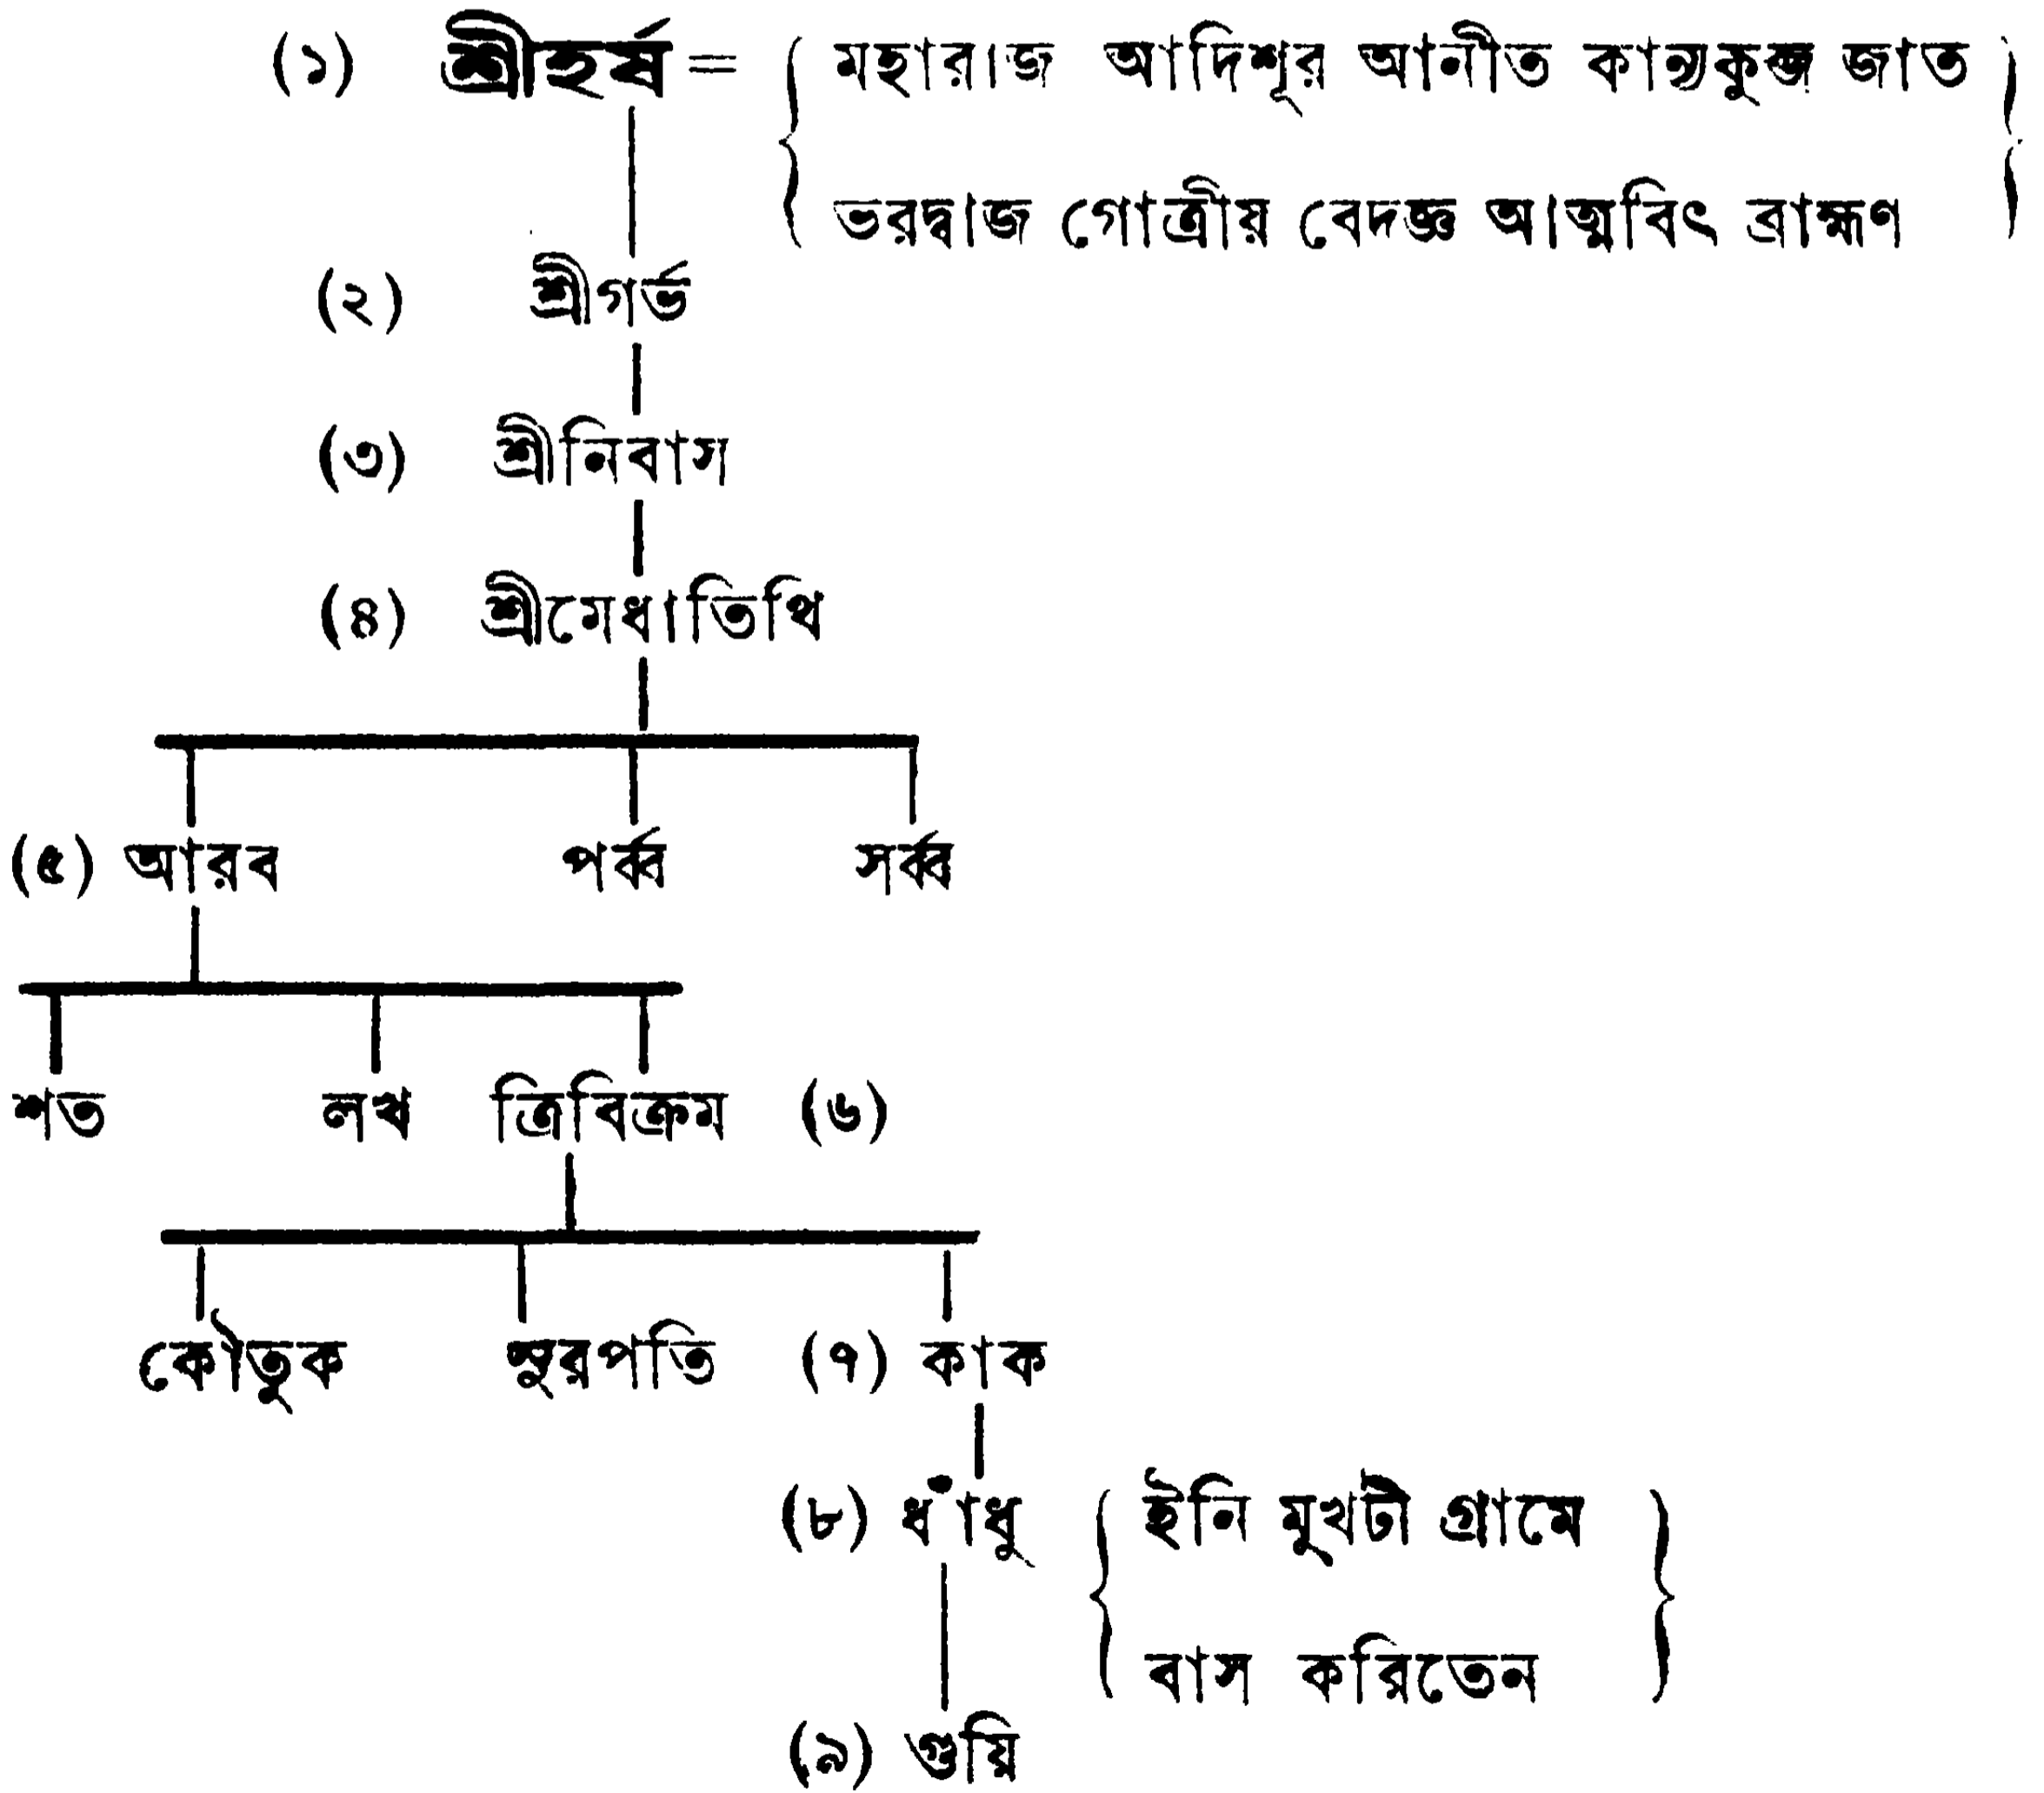 (১) শ্রীহর্ষ = { মহারাজ আদিশূর আনীত কান্যকুব্জ জাত }
{ ভরদ্বাজ গোত্রীয় বেদজ্ঞ আত্মবিৎ ব্রাহ্মণ }
(২) শ্রীগর্ভ
(৩) শ্রীনিবাস
(৪) শ্রীমেধাতিথি
(৫) আরব পর্ব্ব সর্ব্ব
শত লখ ত্রিবিক্রম (৬)
কৌতুক সুরপতি (৭) কাক
(৮) ধাঁধু { ইনি মুখটী গ্রামে }
{ বাস করিতেন }
(৯) গুয়ি